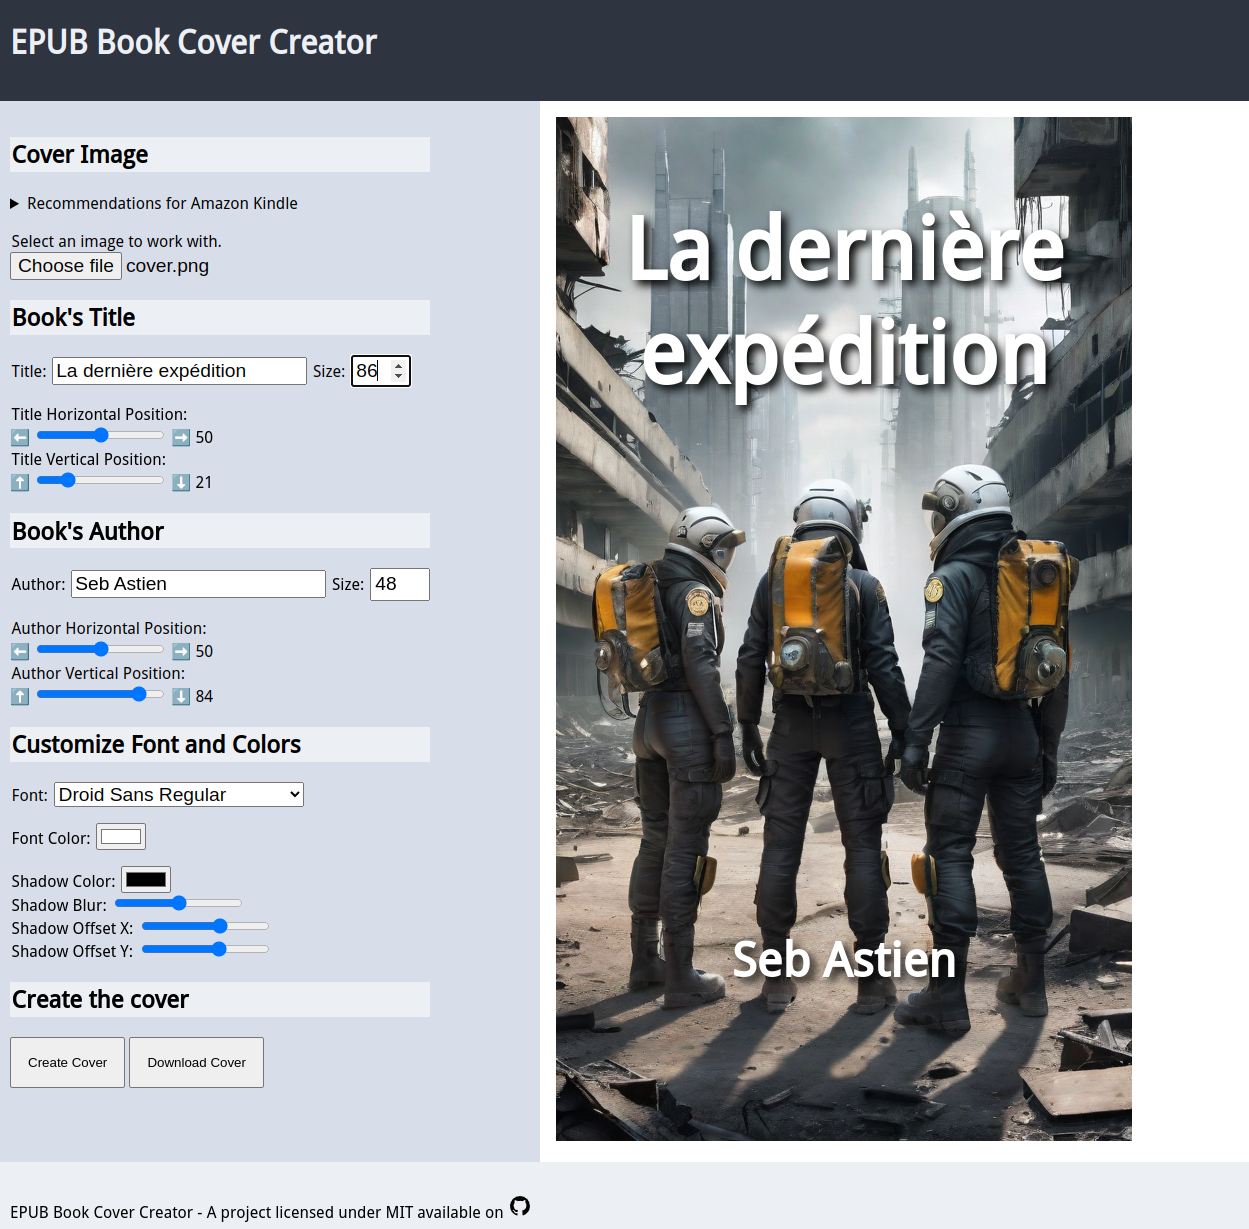 EPUB Book Cover Creator
Cover Image
Recommendations for Amazon Kindle
Select an image to work with.
Choose file cover.png
Book's Title
Title: La dernière expédition Size: 86
Title Horizontal Position:
50
Title Vertical Position:
21
Book's Author
Author: Seb Astien Size: 48
Author Horizontal Position:
50
Author Vertical Position:
84
Customize Font and Colors
Font: Droid Sans Regular
Font Color:
Shadow Color:
Shadow Blur:
Shadow Offset X:
Shadow Offset Y:
Create the cover
Create Cover Download Cover
La dernière
expédition
Seb Astien
EPUB Book Cover Creator - A project licensed under MIT available on